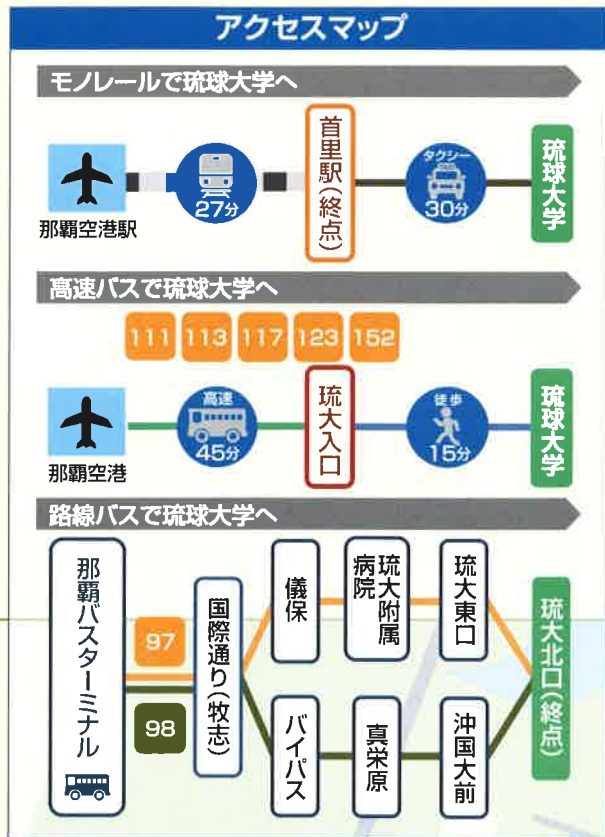 アクセスマップ
モノレールで琉球大学へ
那覇空港駅
27分
首里駅(終点)
タクシー
30分
琉球大学
高速バスで琉球大学へ
111 113 117 123 152
那覇空港
高速
45分
琉大入口
徒歩
15分
琉球大学
路線バスで琉球大学へ
那覇バスターミナル
97
98
国際通り(牧志)
儀保
琉大附属
病院
琉大東口
バイパス
真栄原
沖国大前
琉大北口(終点)